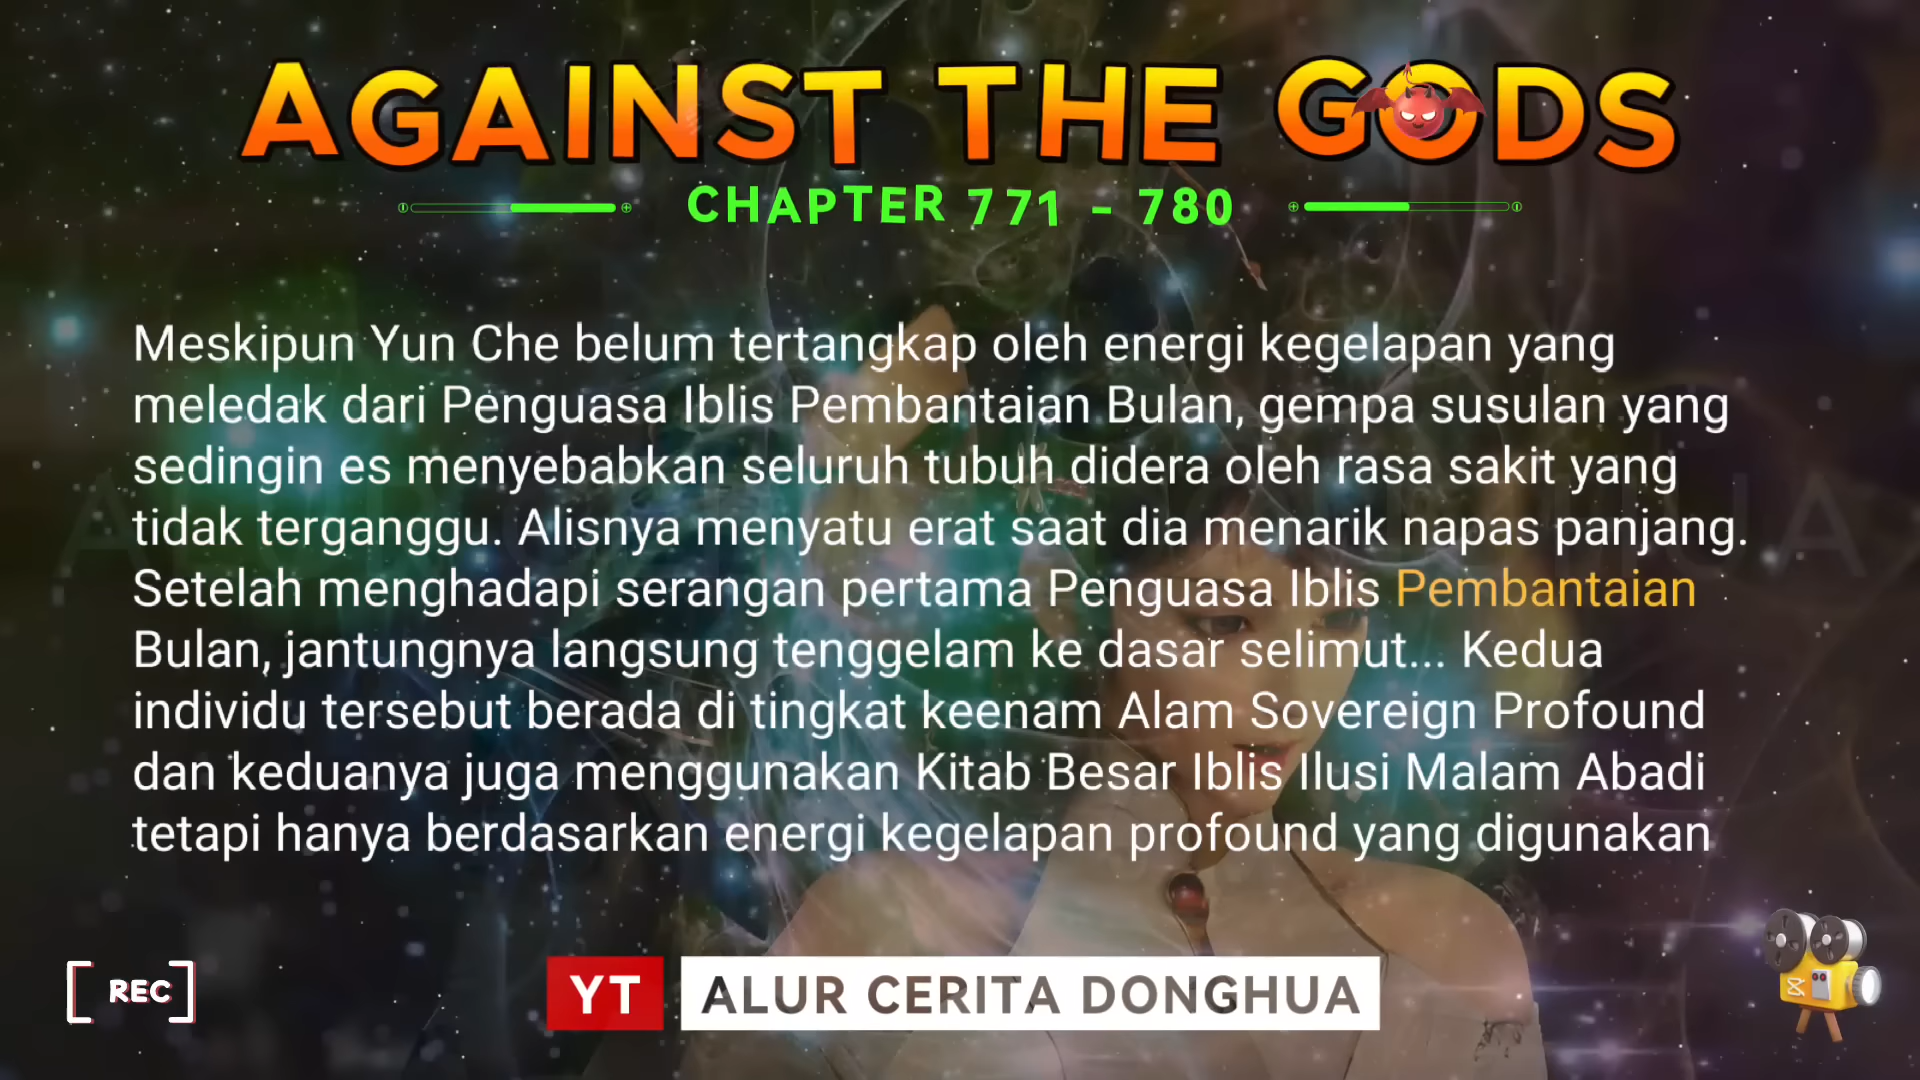 AGAINST THE GODS
CHAPTER 771 - 780
Meskipun Yun Che belum tertangkap oleh energi kegelapan yang
meledak dari Penguasa Iblis Pembantaian Bulan, gempa susulan yang
sedingin es menyebabkan seluruh tubuh didera oleh rasa sakit yang
tidak terganggu. Alisnya menyatu erat saat dia menarik napas panjang.
Setelah menghadapi serangan pertama Penguasa Iblis Pembantaian
Bulan, jantungnya langsung tenggelam ke dasar selimut... Kedua
individu tersebut berada di tingkat keenam Alam Sovereign Profound
dan keduanya juga menggunakan Kitab Besar Iblis Ilusi Malam Abadi
tetapi hanya berdasarkan energi kegelapan profound yang digunakan
[ REC ]
YT ALUR CERITA DONGHUA